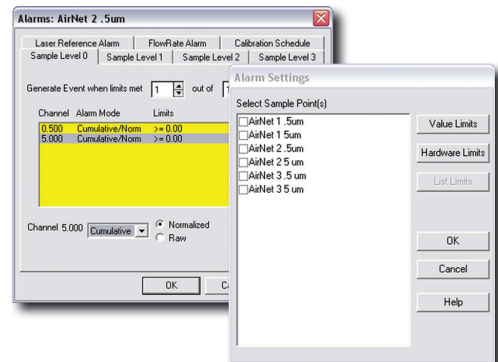 Alarms: AirNet 2 .5um
Laser Reference Alarm FlowRate Alarm Calibration Schedule
Sample Level 0 Sample Level 1 Sample Level 2 Sample Level 3
Generate Event when limits met 1 out of 1
Channel Alarm Mode Limits
0.500 Cumulative/Norm >= 0.00
5.000 Cumulative/Norm >= 0.00
Channel 5.000 Cumulative
Normalized
Raw
OK
Alarm Settings
Select Sample Point(s)
AirNet 1 .5um
AirNet 1 5um
AirNet 2 .5um
AirNet 2 5 um
AirNet 3 .5 um
AirNet 3 5 um
Value Limits
Hardware Limits
List Limits
OK
Cancel
Help